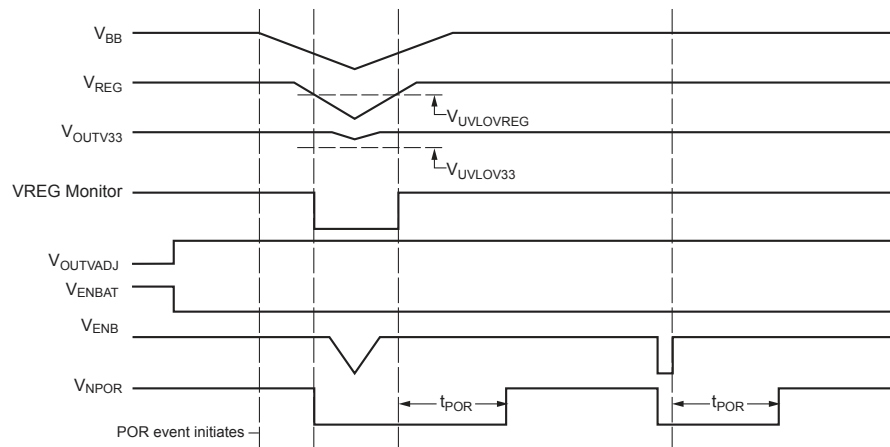 VBB
VREG
VUVLOVREG
VOUTV33
VUVLOV33
VREG Monitor
VOUTVADJ
VENBAT
VENB
VNPOR
tPOR
tPOR
POR event initiates